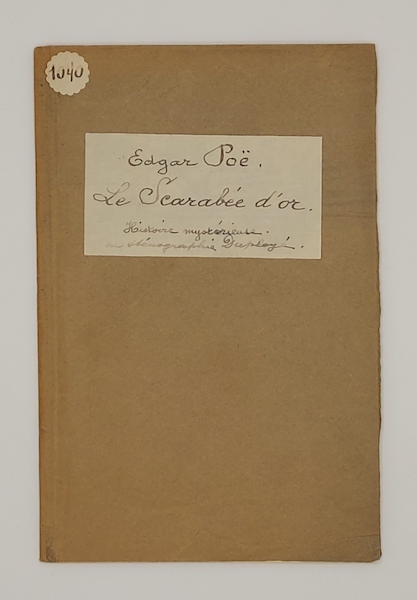 1040
Edgar Poë.
Le Scarabée d'or.
Histoire mystérieuse.
en sténographie Duployé.